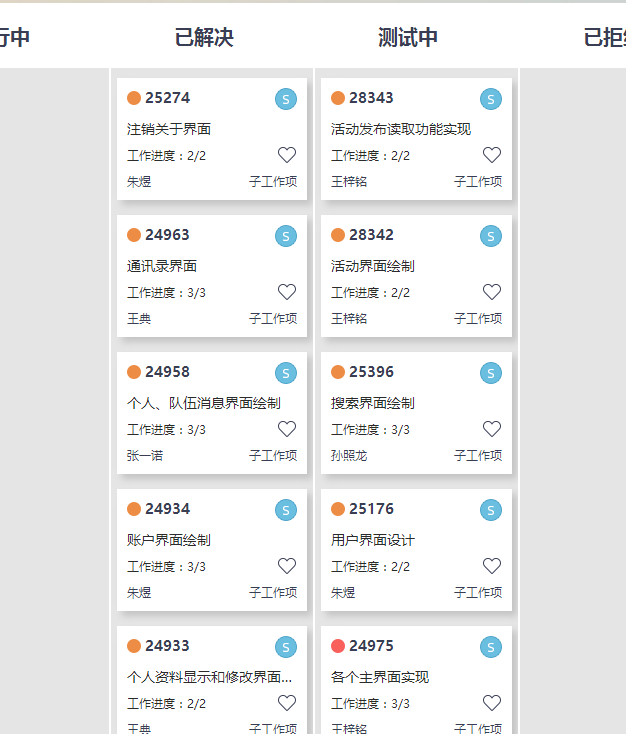 行中
已解决
测试中
已拒绝
25274
S
注销关于界面
工作进度：2/2
朱煜
子工作项
24963
S
通讯录界面
工作进度：3/3
王典
子工作项
24958
S
个人、队伍消息界面绘制
工作进度：3/3
张一诺
子工作项
24934
S
账户界面绘制
工作进度：3/3
朱煜
子工作项
24933
S
个人资料显示和修改界面...
工作进度：2/2
王典
子工作项
28343
S
活动发布读取功能实现
工作进度：2/2
王梓铭
子工作项
28342
S
活动界面绘制
工作进度：2/2
王梓铭
子工作项
25396
S
搜索界面绘制
工作进度：3/3
孙照龙
子工作项
25176
S
用户界面设计
工作进度：2/2
朱煜
子工作项
24975
S
各个主界面实现
工作进度：3/3
王梓铭
子工作项